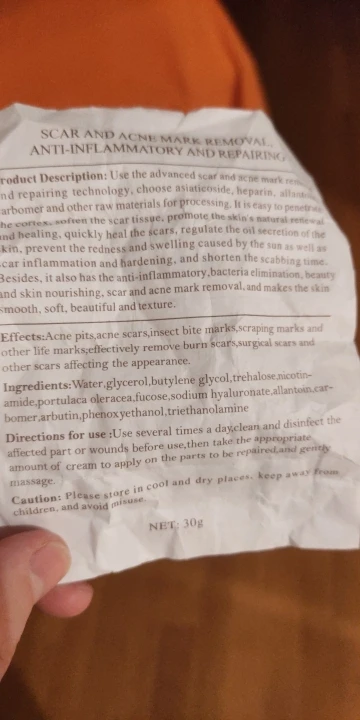 SCAR AND ACNE MARK REMOVAL,
ANTI-INFLAMMATORY AND REPAIRING
roduct Description: Use the advanced scar and acne mark
nd repairing technology, choose asiaticoside, heparin,
arbomer and other raw materials for processing. It is easy to penetrate
he cortex, soften the scar tissue, promote the skin's natural renewal
and healing, quickly heal the scars, regulate the oil secretion of the
kin, prevent the redness and swelling caused by the sun as well as
car inflammation and hardening, and shorten the scabbing time.
Besides, it also has the anti-inflammatory,bacteria elimination, beauty
and skin nourishing, scar and acne mark removal,and makes the skin
smooth, soft, beautiful and texture.
Effects:Acne pits,acne scars,insect bite marks,scraping marks and
other life marks;effectively remove burn scars,surgical scars and
other scars affecting the appearance.
Ingredients:Water,glycerol,butylene glycol,trehalose,nicotin-
amide,portulaca oleracea,fucose,sodium hyaluronate,allantoin,car-
bomer,arbutin,phenoxyethanol,triethanolamine
Directions for use :Use several times a day;clean and disinfect the
affected part or wounds before use,then take the appropriate
amount of cream to apply on the parts to be repaired,and gently
massage.
Caution: Please store in cool and dry places, keep away from
children, and avoid misuse.
NET: 30g